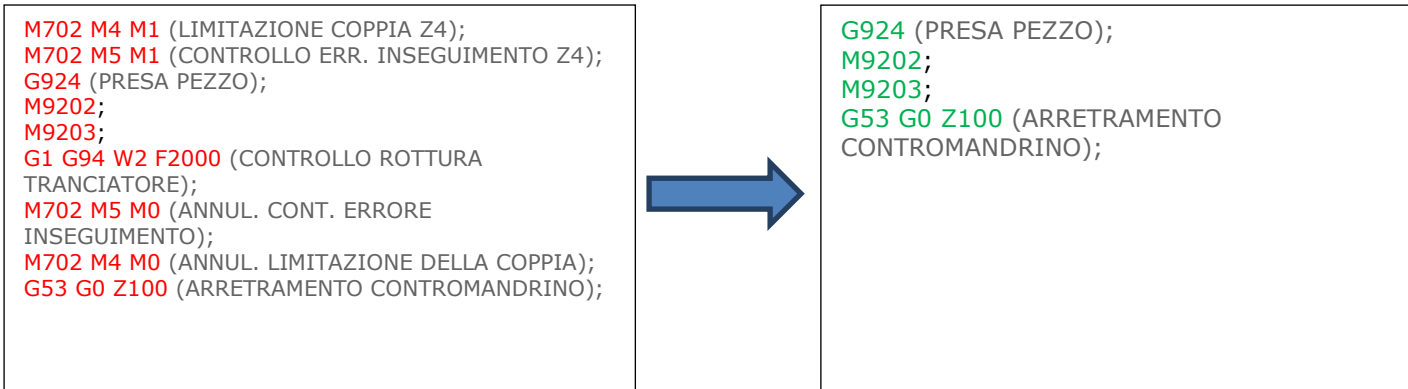 M702 M4 M1 (LIMITAZIONE COPPIA Z4);
M702 M5 M1 (CONTROLLO ERR. INSEGUIMENTO Z4);
G924 (PRESA PEZZO);
M9202;
M9203;
G1 G94 W2 F2000 (CONTROLLO ROTTURA
TRANCIATORE);
M702 M5 M0 (ANNUL. CONT. ERRORE
INSEGUIMENTO);
M702 M4 M0 (ANNUL. LIMITAZIONE DELLA COPPIA);
G53 G0 Z100 (ARRETRAMENTO CONTROMANDRINO);
G924 (PRESA PEZZO);
M9202;
M9203;
G53 G0 Z100 (ARRETRAMENTO
CONTROMANDRINO);